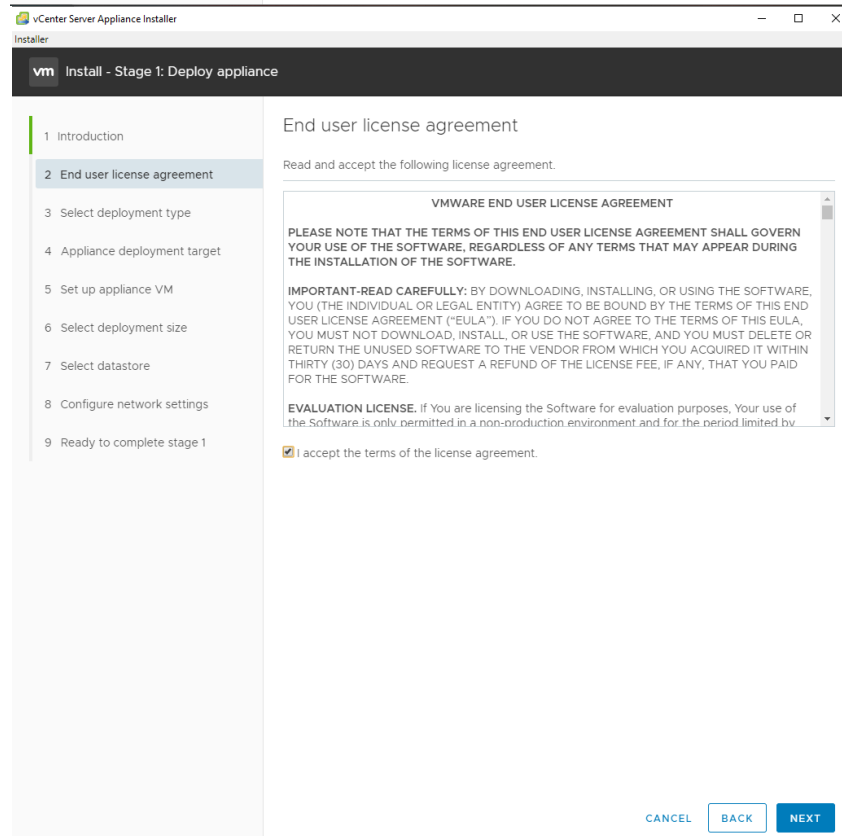 vCenter Server Appliance Installer
Installer
vm Install - Stage 1: Deploy appliance
1 Introduction
2 End user license agreement
3 Select deployment type
4 Appliance deployment target
5 Set up appliance VM
6 Select deployment size
7 Select datastore
8 Configure network settings
9 Ready to complete stage 1
End user license agreement
Read and accept the following license agreement.
VMWARE END USER LICENSE AGREEMENT
PLEASE NOTE THAT THE TERMS OF THIS END USER LICENSE AGREEMENT SHALL GOVERN
YOUR USE OF THE SOFTWARE, REGARDLESS OF ANY TERMS THAT MAY APPEAR DURING
THE INSTALLATION OF THE SOFTWARE.
IMPORTANT-READ CAREFULLY: BY DOWNLOADING, INSTALLING, OR USING THE SOFTWARE,
YOU (THE INDIVIDUAL OR LEGAL ENTITY) AGREE TO BE BOUND BY THE TERMS OF THIS END
USER LICENSE AGREEMENT (“EULA”). IF YOU DO NOT AGREE TO THE TERMS OF THIS EULA,
YOU MUST NOT DOWNLOAD, INSTALL, OR USE THE SOFTWARE, AND YOU MUST DELETE OR
RETURN THE UNUSED SOFTWARE TO THE VENDOR FROM WHICH YOU ACQUIRED IT WITHIN
THIRTY (30) DAYS AND REQUEST A REFUND OF THE LICENSE FEE, IF ANY, THAT YOU PAID
FOR THE SOFTWARE.
EVALUATION LICENSE. If You are licensing the Software for evaluation purposes, Your use of
the Software is only permitted in a non-production environment and for the period limited by
I accept the terms of the license agreement.
CANCEL BACK NEXT